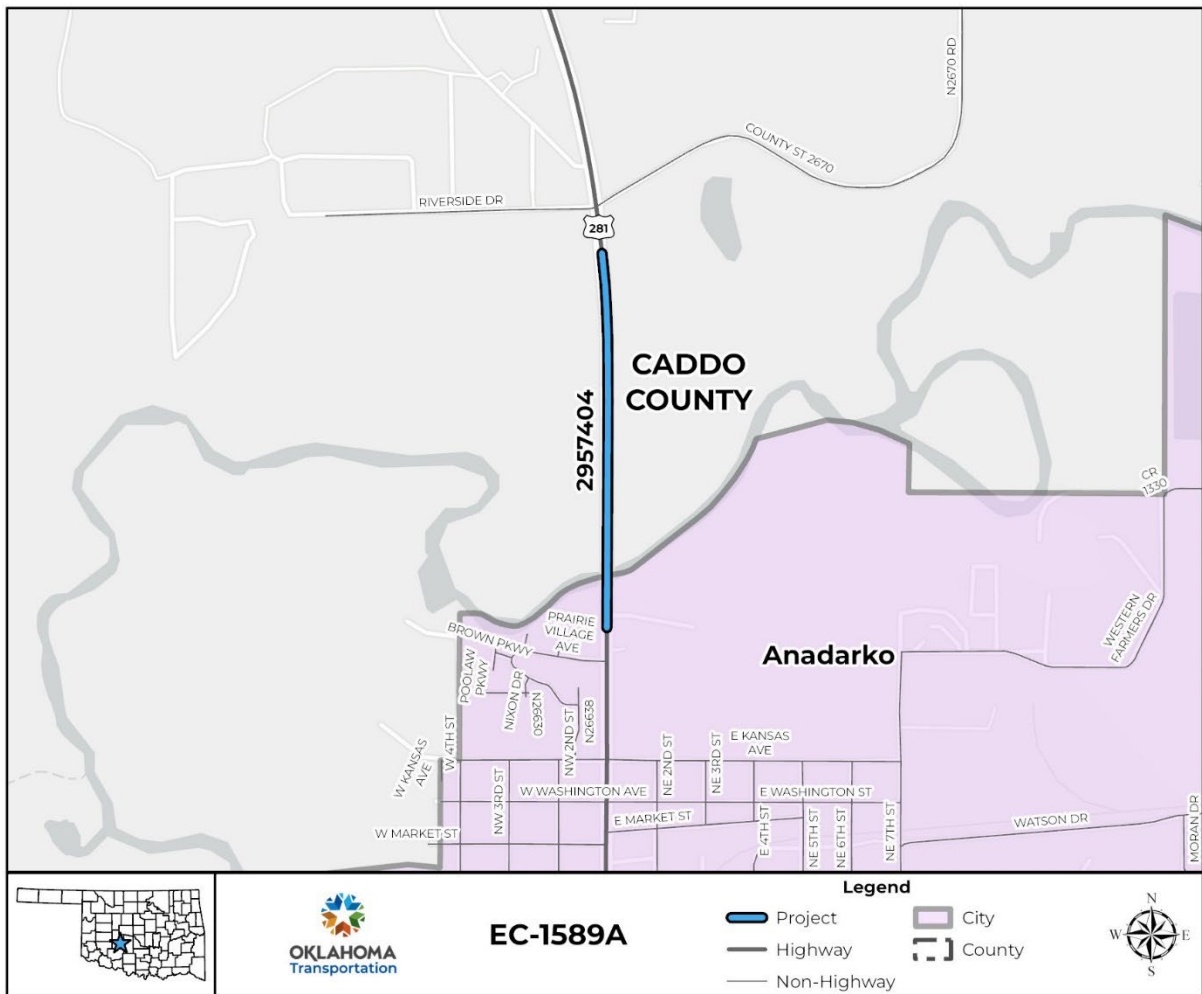 N2670 RD
COUNTY ST 2670
RIVERSIDE DR
281
CADDO
COUNTY
2957404
CR
1330
PRAIRIE
VILLAGE
AVE
BROWN PKWY
WESTERN
FARMERS DR
Anadarko
POOLAW
PKWY
NIXON DR
N26630
NW 2ND ST
N26638
W 4TH ST
W KANSAS
AVE
E KANSAS
AVE
NE 2ND ST
NE 3RD ST
NW 3RD ST
W WASHINGTON AVE
E WASHINGTON ST
W MARKET ST
E MARKET ST
E 4TH ST
NE 5TH ST
NE 6TH ST
NE 7TH ST
WATSON DR
MORAN DR
OKLAHOMA
Transportation
EC-1589A
Legend
Project
City
Highway
County
Non-Highway
N
W
E
S